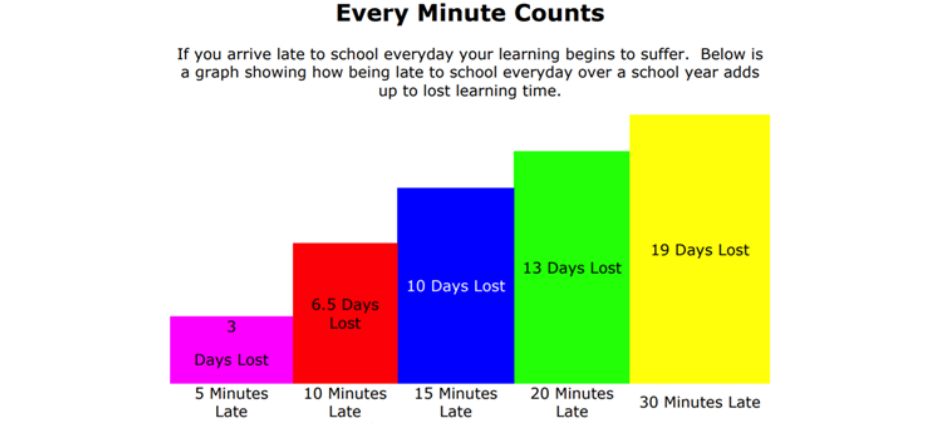 Every Minute Counts
If you arrive late to school everyday your learning begins to suffer.  Below is
a graph showing how being late to school everyday over a school year adds
up to lost learning time.
3
Days Lost
6.5 Days
Lost
10 Days Lost
13 Days Lost
19 Days Lost
5 Minutes
Late
10 Minutes
Late
15 Minutes
Late
20 Minutes
Late
30 Minutes Late